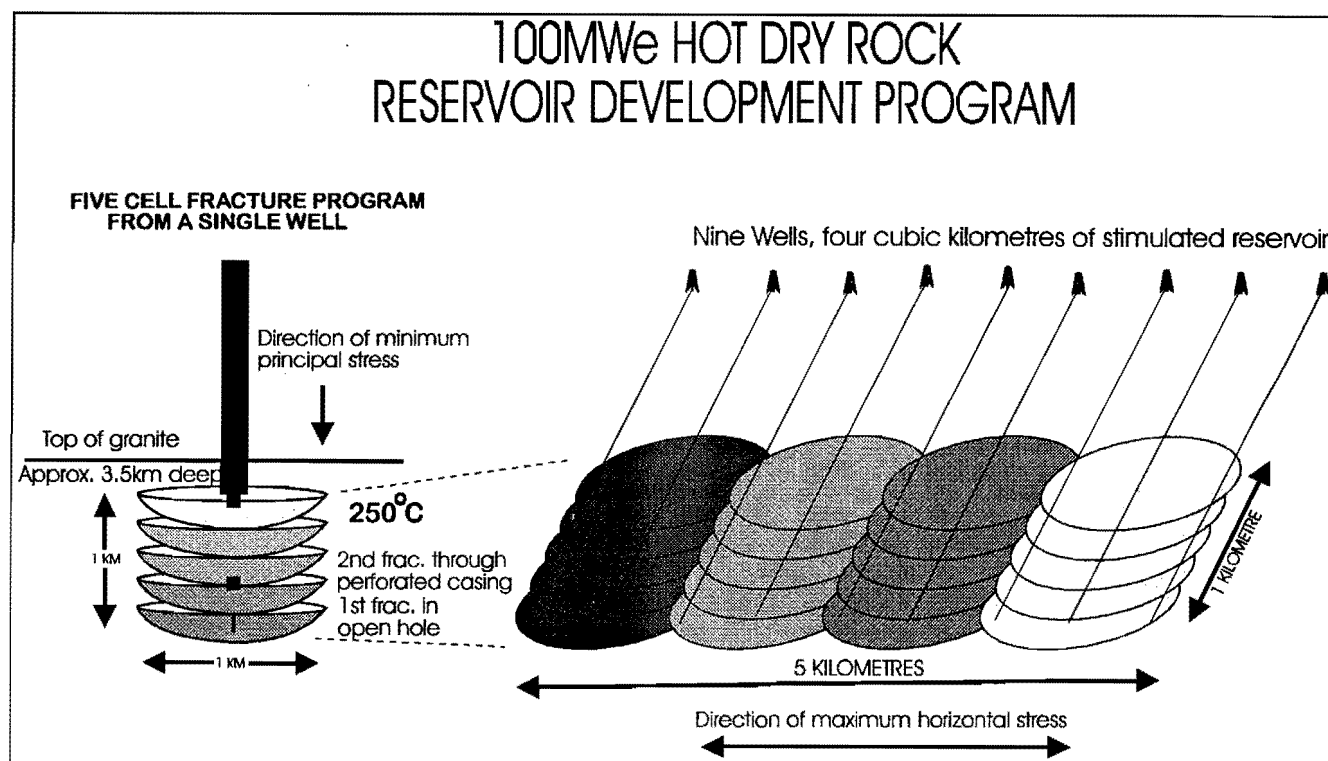 100MWe HOT DRY ROCK
RESERVOIR DEVELOPMENT PROGRAM
FIVE CELL FRACTURE PROGRAM
FROM A SINGLE WELL
Nine Wells, four cubic kilometres of stimulated reservoir
Direction of minimum
principal stress
Top of granite
Approx. 3.5km deep
250°C
1 KM
2nd frac. through
perforated casing
1st frac. in
open hole
1 KM
1 KILOMETRE
5 KILOMETRES
Direction of maximum horizontal stress